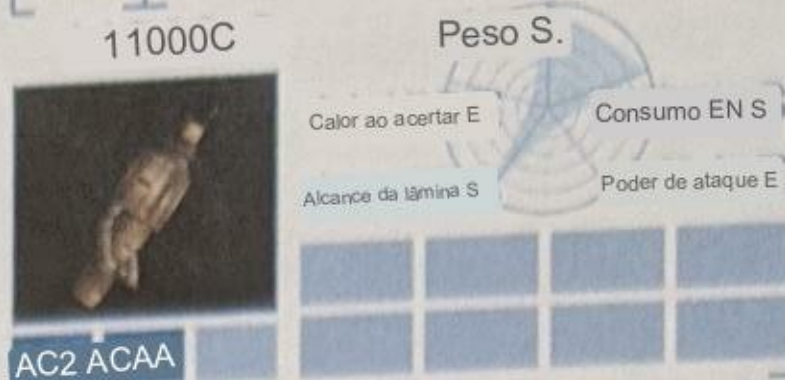 11000C
Peso S.
Calor ao acertar E
Consumo EN S
Alcance da lâmina S
Poder de ataque E
AC2 ACAA